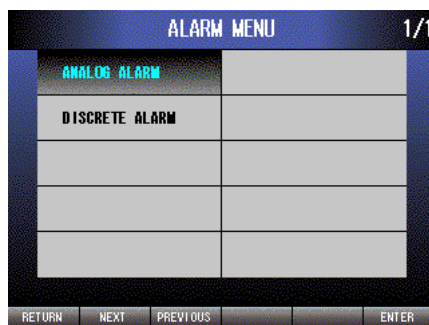 ALARM MENU 1/1
ANALOG ALARM
DISCRETE ALARM
RETURN NEXT PREVIOUS ENTER